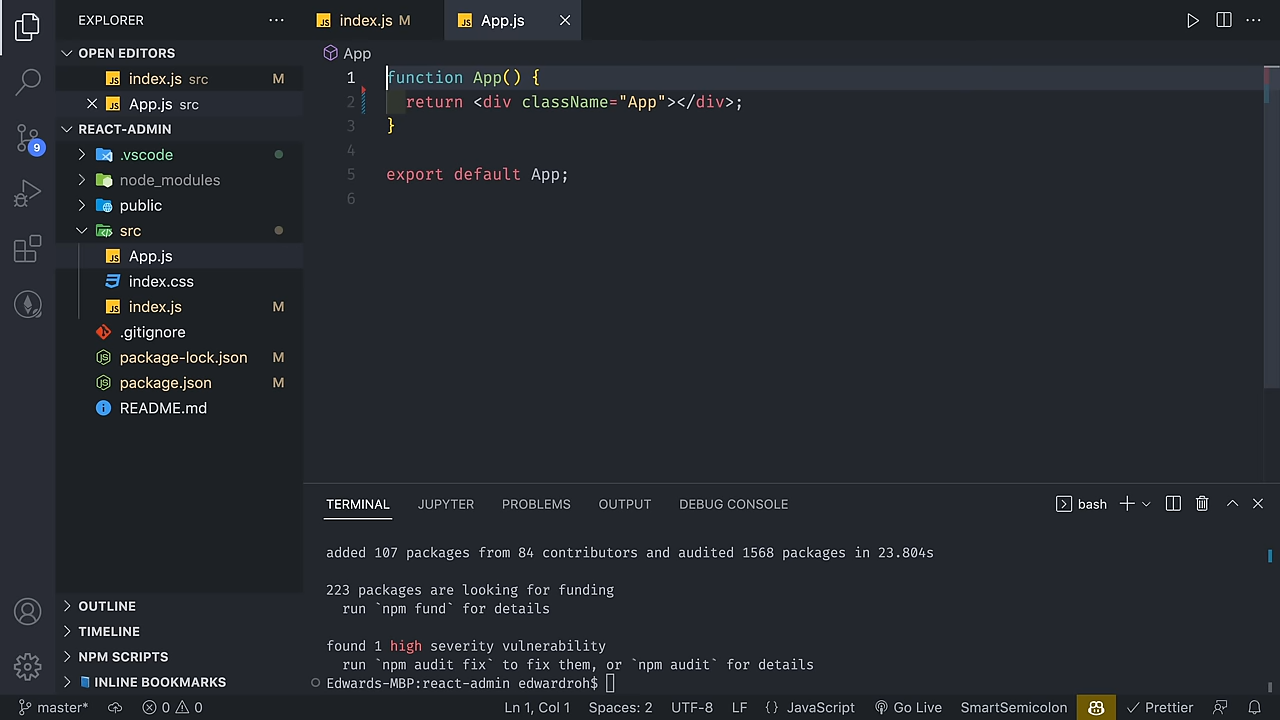 EXPLORER
OPEN EDITORS
index.js src M
App.js src
REACT-ADMIN
.vscode
node_modules
public
src
App.js
index.css
index.js M
.gitignore
package-lock.json M
package.json M
README.md
OUTLINE
TIMELINE
NPM SCRIPTS
INLINE BOOKMARKS
9
JS index.js M
JS App.js
App
1 function App() {
2 return <div className="App"></div>;
3 }
4
5 export default App;
6
TERMINAL JUPYTER PROBLEMS OUTPUT DEBUG CONSOLE bash
added 107 packages from 84 contributors and audited 1568 packages in 23.804s
223 packages are looking for funding
run `npm fund` for details
found 1 high severity vulnerability
run `npm audit fix` to fix them, or `npm audit` for details
Edwards-MBP:react-admin edwardroh$
master* 0 0 Ln 1, Col 1 Spaces: 2 UTF-8 LF {} JavaScript Go Live SmartSemicolon Prettier